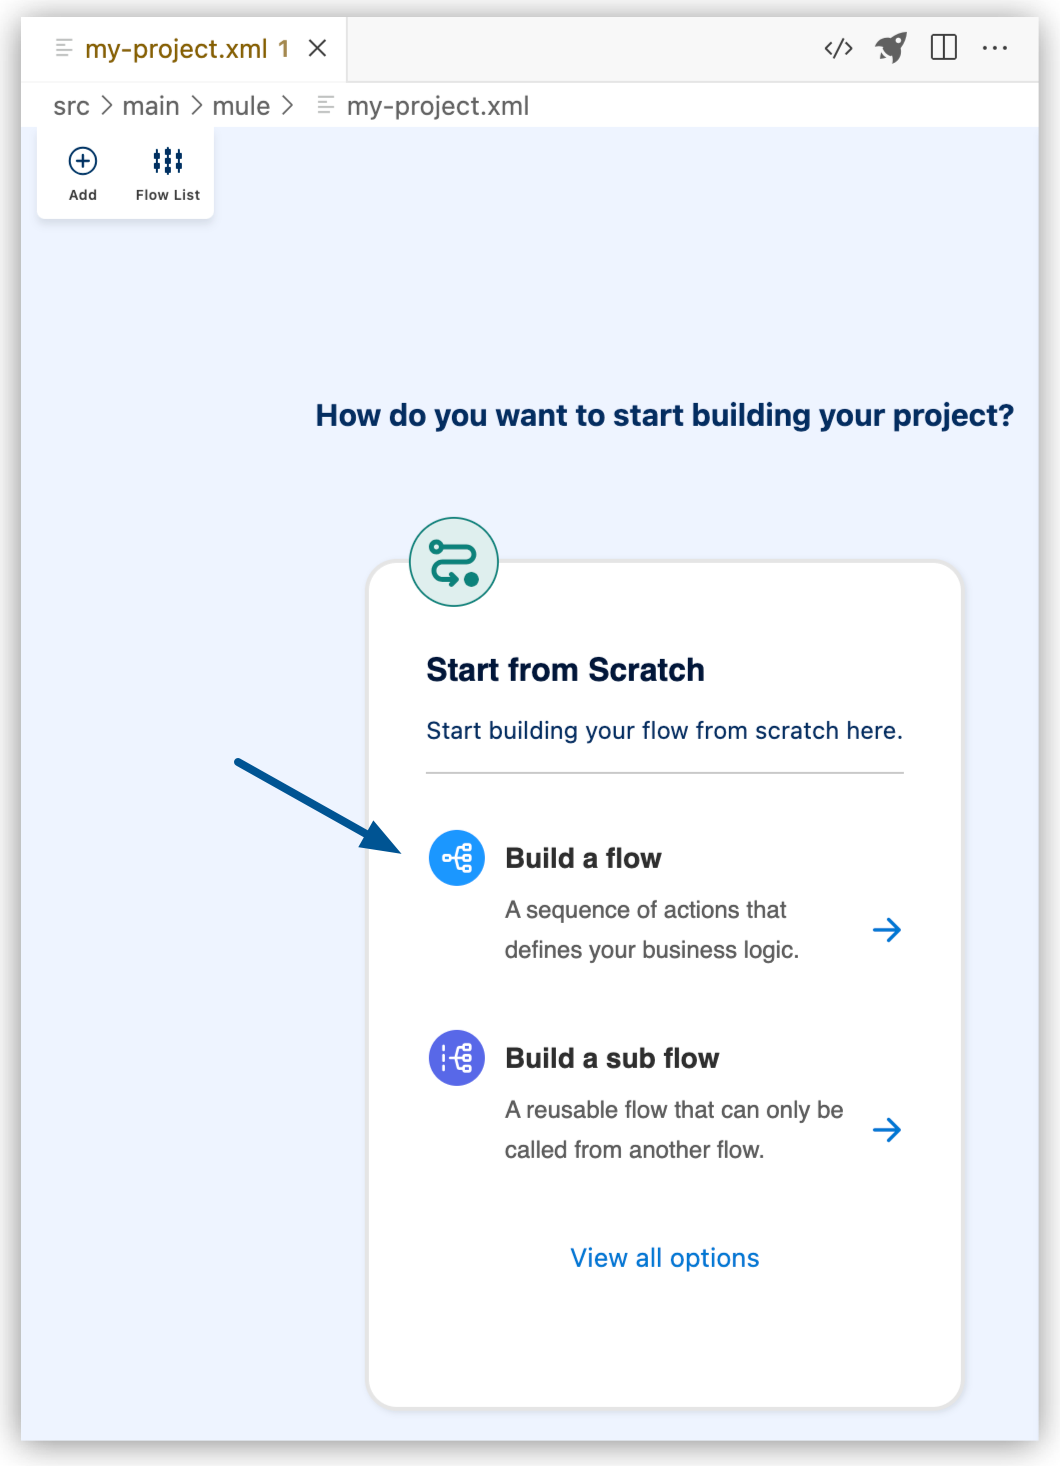 my-project.xml 1
src > main > mule > my-project.xml
Add Flow List
How do you want to start building your project?
Start from Scratch
Start building your flow from scratch here.
Build a flow
A sequence of actions that
defines your business logic.
Build a sub flow
A reusable flow that can only be
called from another flow.
View all options